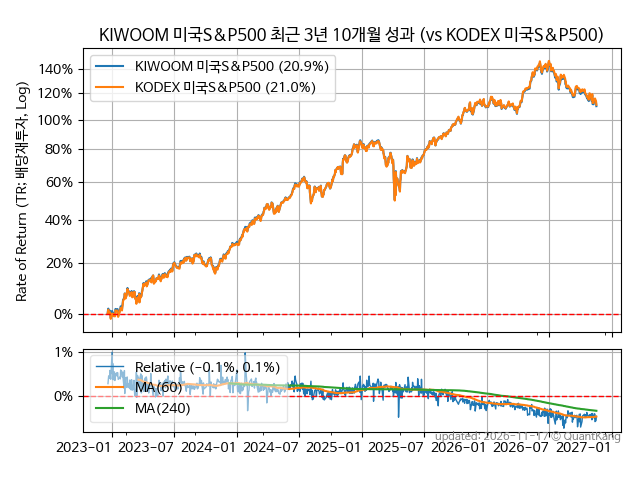 KIWOOM 미국S&P500 최근 3년 10개월 성과 (vs KODEX 미국S&P500)
140%
120%
100%
80%
60%
40%
20%
0%
Rate of Return (TR; 배당재투자, Log)
KIWOOM 미국S&P500 (20.9%)
KODEX 미국S&P500 (21.0%)
1%
0%
Relative (-0.1%, 0.1%)
MA(60)
MA(240)
2023-01 2023-07 2024-01 2024-07 2025-01 2025-07 2026-01 2026-07 2027-01
updated: 2026-11-17 © QuantKang